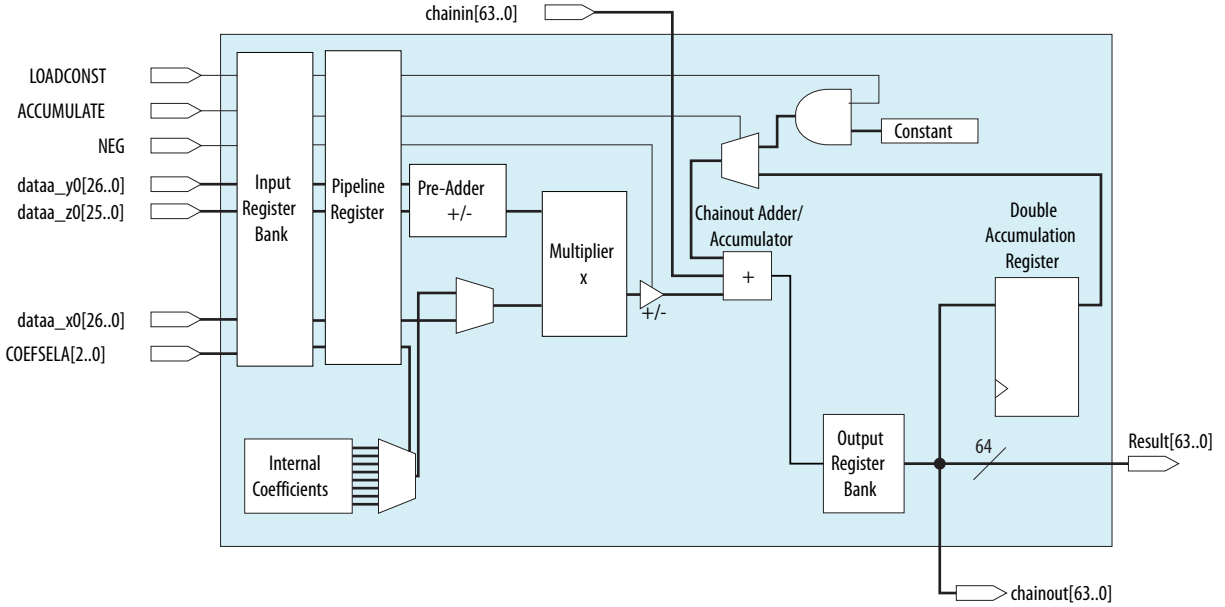 chainin[63..0]
LOADCONST
ACCUMULATE
NEG
dataa_y0[26..0]
dataa_z0[25..0]
dataa_x0[26..0]
COEFSELA[2..0]
Input
Register
Bank
Pipeline
Register
Pre-Adder
+/-
Multiplier
x
+/-
Constant
Chainout Adder/
Accumulator
+
Double
Accumulation
Register
Internal
Coefficients
Output
Register
Bank
64
Result[63..0]
chainout[63..0]